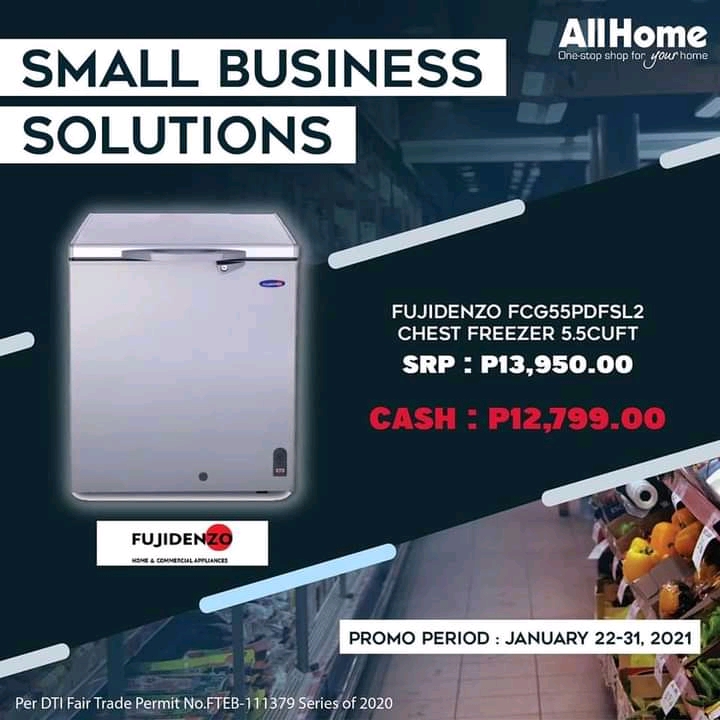 AllHome
One-stop shop for your home
SMALL BUSINESS
SOLUTIONS
FUJIDENZO
FUJIDENZO FCG55PDFSL2
CHEST FREEZER 5.5CUFT
SRP : P13,950.00
CASH : P12,799.00
FUJIDENZO
HOME & COMMERCIAL APPLIANCES
PROMO PERIOD : JANUARY 22-31, 2021
Per DTI Fair Trade Permit No.FTEB-111379 Series of 2020